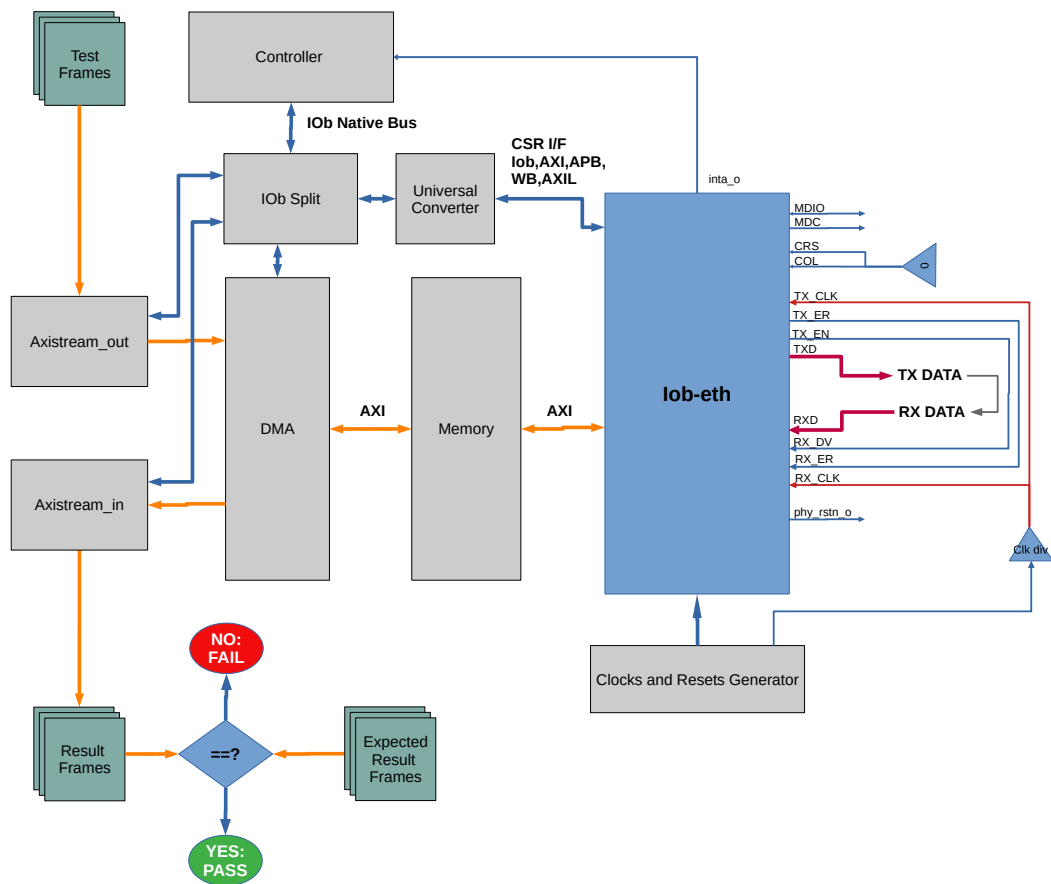 Test
Frames
Controller
IOb Native Bus
CSR I/F
Iob,AXI,APB,
WB,AXIL
IOb Split
Universal
Converter
inta_o
MDIO
MDC
CRS
COL
0
TX_CLK
TX_ER
TX_EN
TXD
TX DATA
RX DATA
RXD
RX_DV
RX_ER
RX_CLK
phy_rstn_o
Clk div
Iob-eth
Axistream_out
DMA
AXI
Memory
AXI
Axistream_in
Clocks and Resets Generator
NO:
FAIL
Result
Frames
==?
Expected
Result
Frames
YES:
PASS